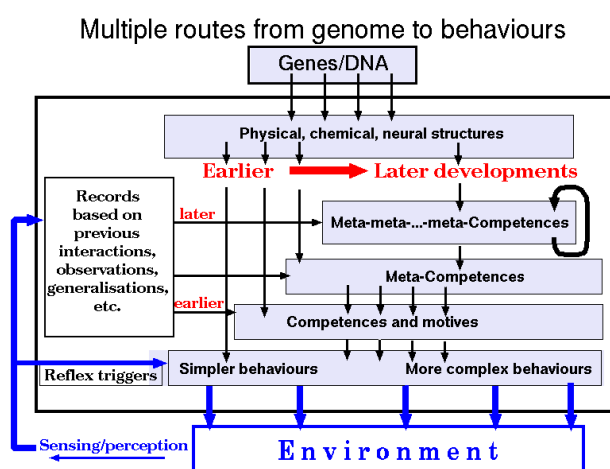 Multiple routes from genome to behaviours
Genes/DNA
Physical, chemical, neural structures
Earlier Later developments
Records
based on
previous
interactions,
observations,
generalisations,
etc.
later
Meta-meta-...-meta-Competences
Meta-Competences
earlier
Competences and motives
Reflex triggers
Simpler behaviours More complex behaviours
Sensing/perception
Environment